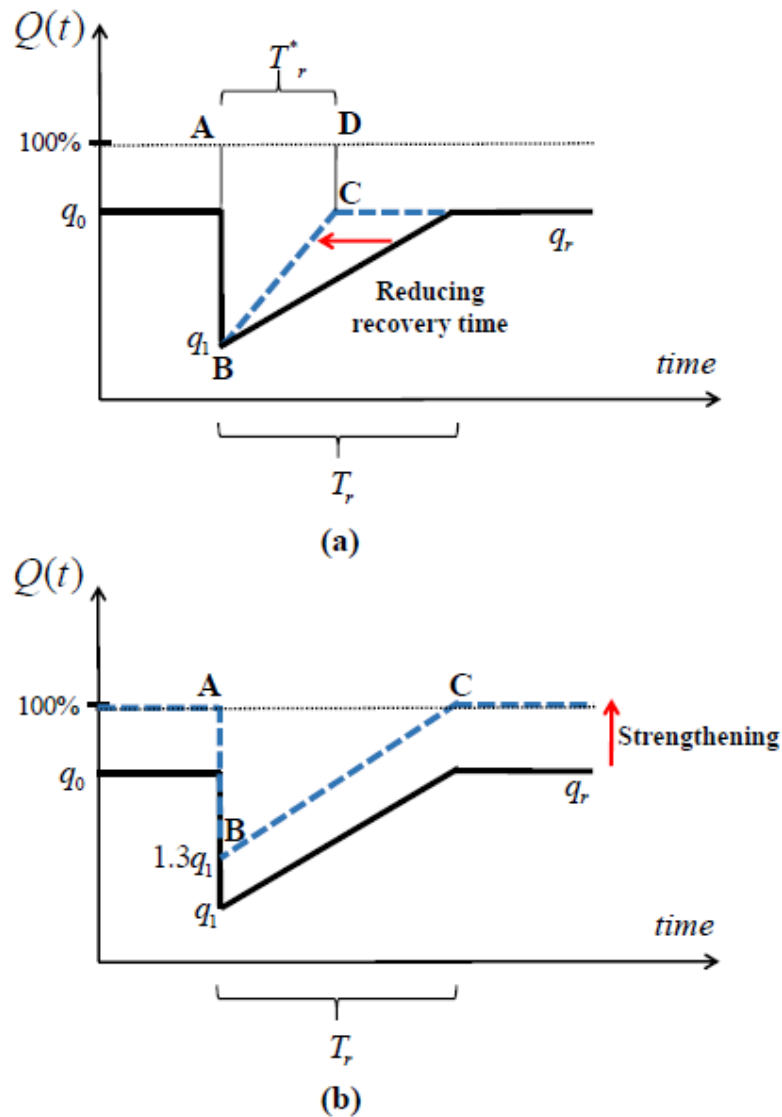 Q(t)
T*r
A
D
100%
C
q0
qr
Reducing
recovery time
q1
B
time
Tr
(a)
Q(t)
A
C
100%
Strengthening
q0
qr
B
1.3q1
q1
time
Tr
(b)